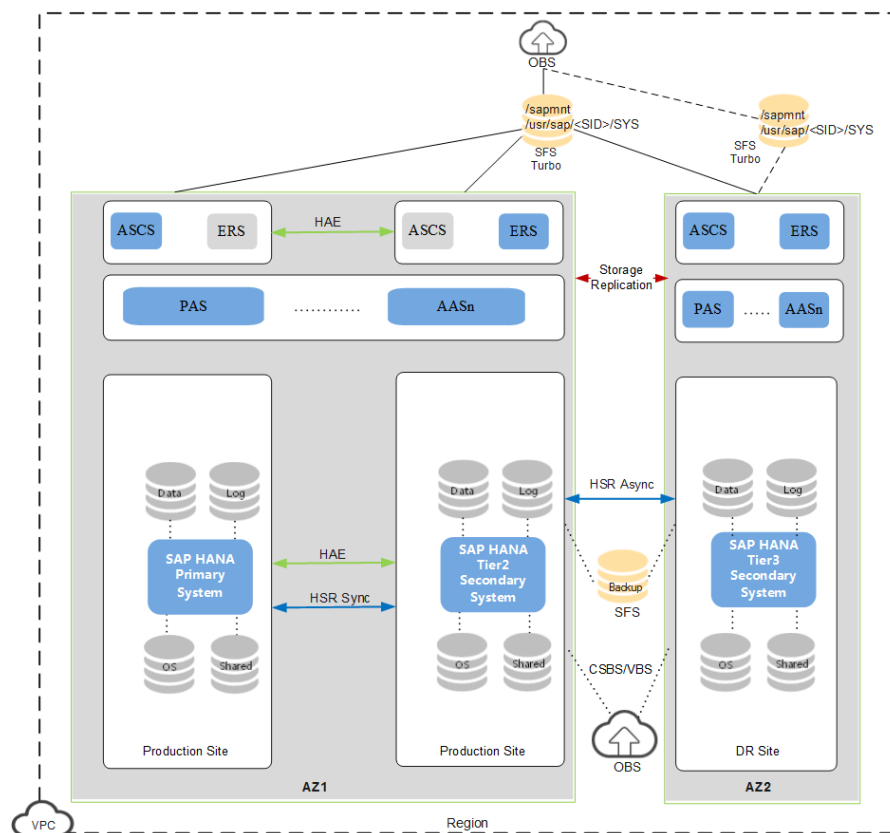 OBS
/sapmnt
/usr/sap/<SID>/SYS
SFS
Turbo
/sapmnt
/usr/sap/<SID>/SYS
SFS
Turbo
ASCS
ERS
HAE
ASCS
ERS
ASCS
ERS
Storage
Replication
PAS
............
AASn
PAS
.....
AASn
Data
Log
Data
Log
HSR Async
Data
Log
SAP HANA
Primary
System
HAE
HSR Sync
SAP HANA
Tier2
Secondary
System
Backup
SFS
SAP HANA
Tier3
Secondary
System
OS
Shared
OS
Shared
CSBS/VBS
OS
Shared
OBS
Production Site
Production Site
DR Site
AZ1
AZ2
VPC
Region